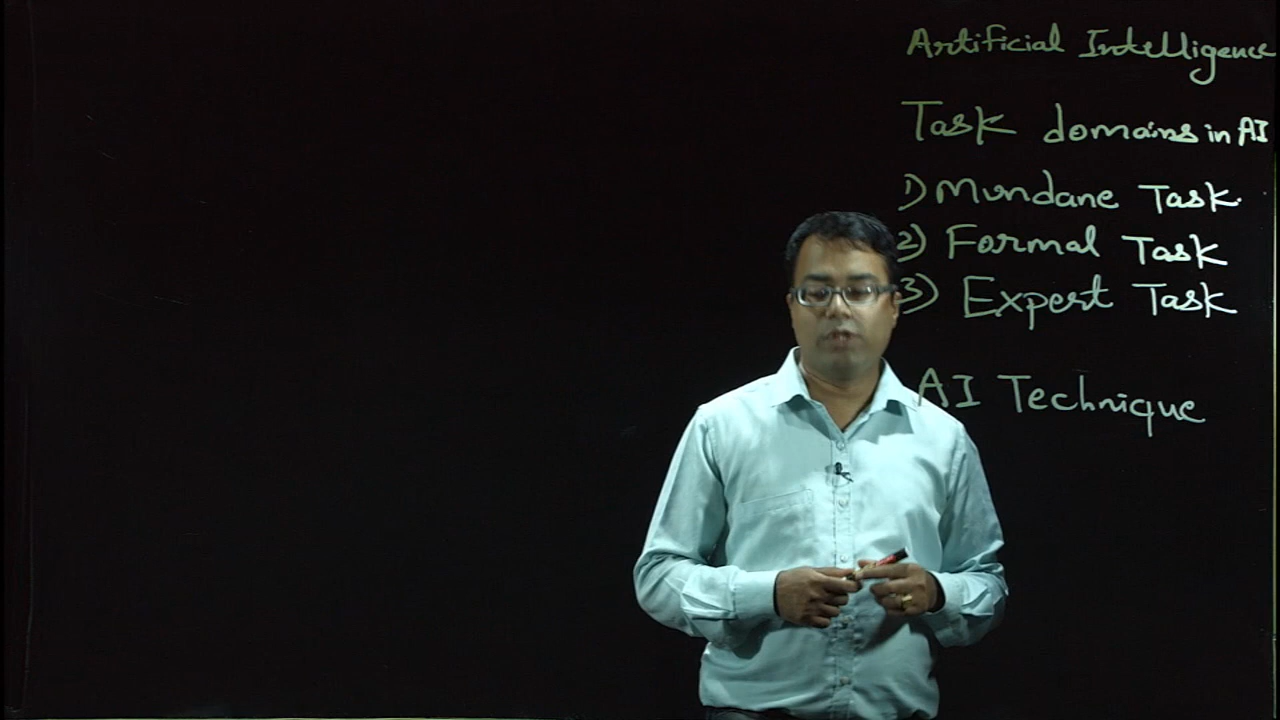 Artificial Intelligence
Task domains in AI
1) Mundane Task.
2) Formal Task
3) Expert Task
AI Technique